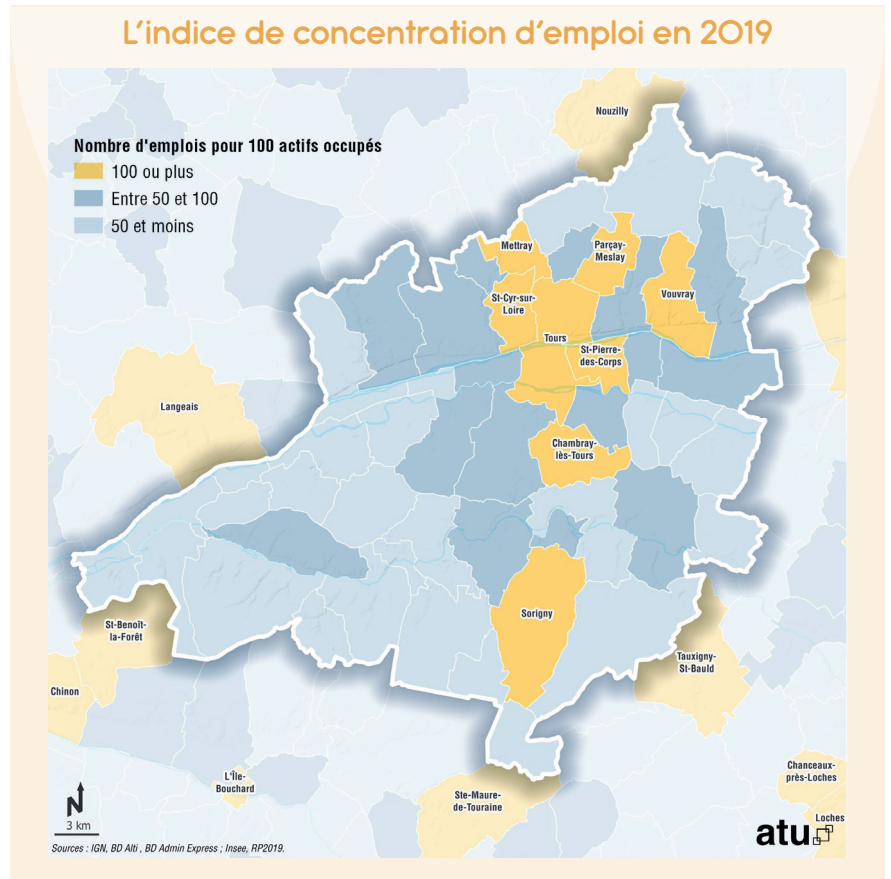 L'indice de concentration d'emploi en 2019
Nombre d'emplois pour 100 actifs occupés
100 ou plus
Entre 50 et 100
50 et moins
Nouzilly
Mettray
Parçay-
Meslay
St-Cyr-sur-
Loire
Vouvray
Tours
St-Pierre-
des-Corps
Langeais
Chambray-
lès-Tours
Sorigny
St-Benoît-
la-Forêt
Tauxigny-
St-Bauld
Chinon
L'Île-
Bouchard
Ste-Maure-
de-Touraine
Chanceaux-
près-Loches
Loches
N
3 km
atu
Sources : IGN, BD Alti , BD Admin Express ; Insee, RP2019.